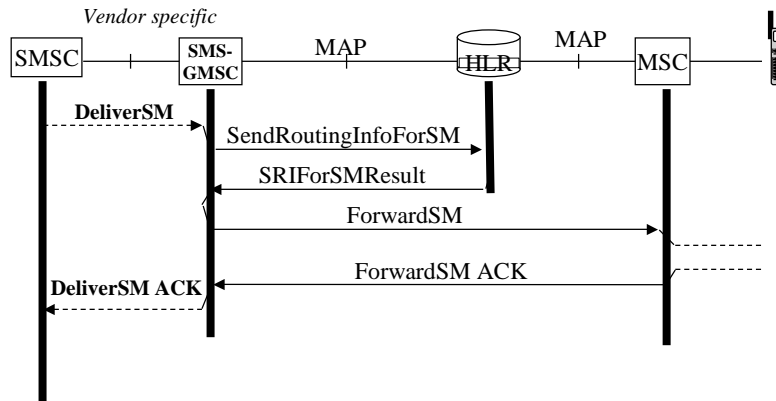 Vendor specific
SMSC
SMS-
GMSC
MAP
HLR
MAP
MSC
DeliverSM
SendRoutingInfoForSM
SRIForSMResult
ForwardSM
ForwardSM ACK
DeliverSM ACK